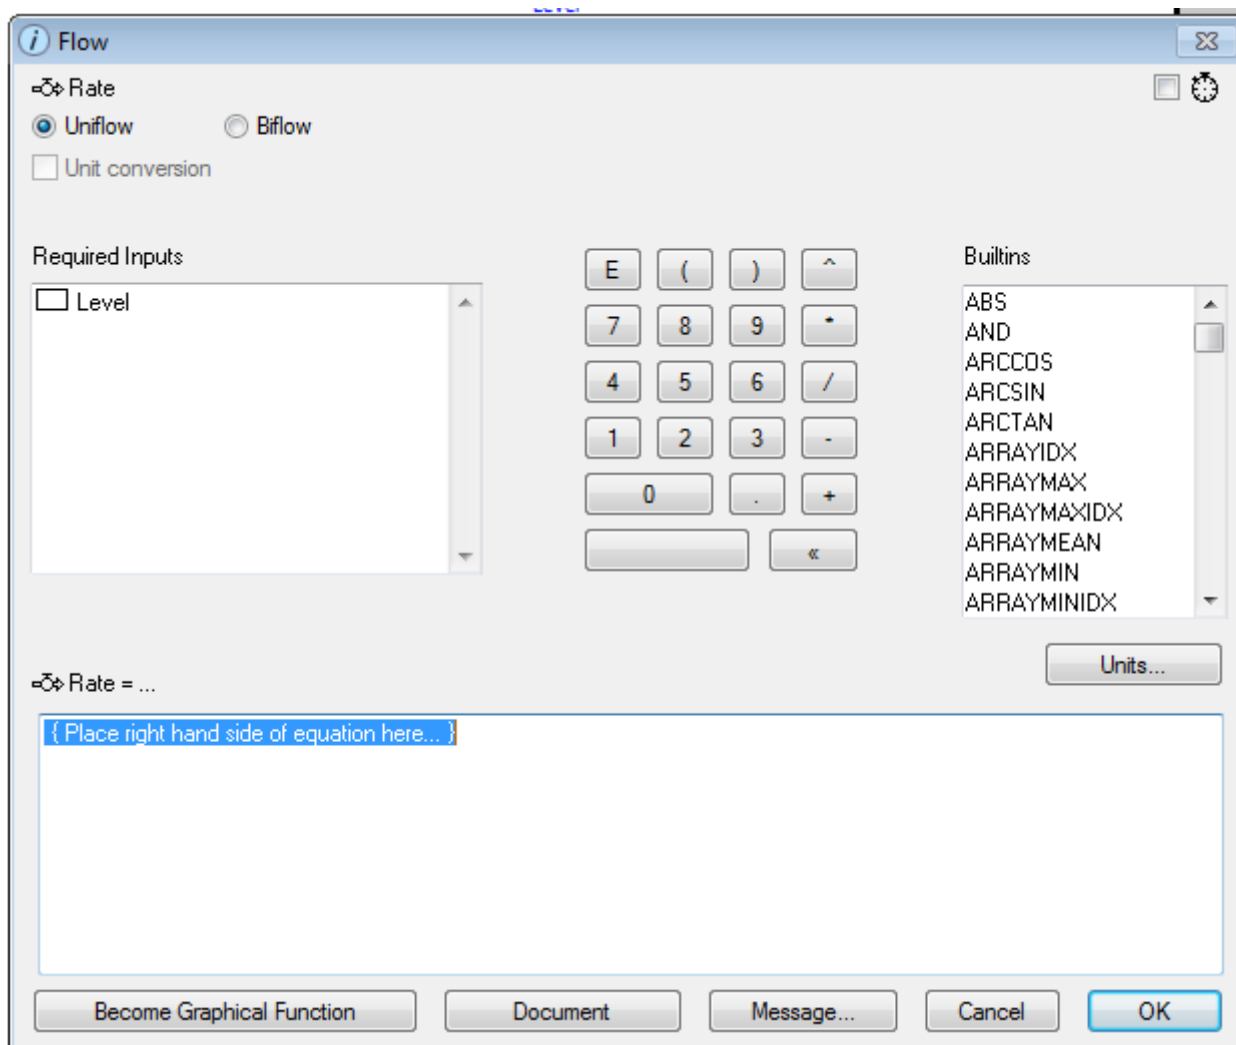 Flow
Rate
Uniflow Biflow
Unit conversion
Required Inputs
Level
E ( ) ^
7 8 9 *
4 5 6 /
1 2 3 -
0 . +
«
Builtins
ABS
AND
ARCCOS
ARCSIN
ARCTAN
ARRAYIDX
ARRAYMAX
ARRAYMAXIDX
ARRAYMEAN
ARRAYMIN
ARRAYMINIDX
Units...
Rate = ...
{ Place right hand side of equation here... }
Become Graphical Function Document Message... Cancel OK